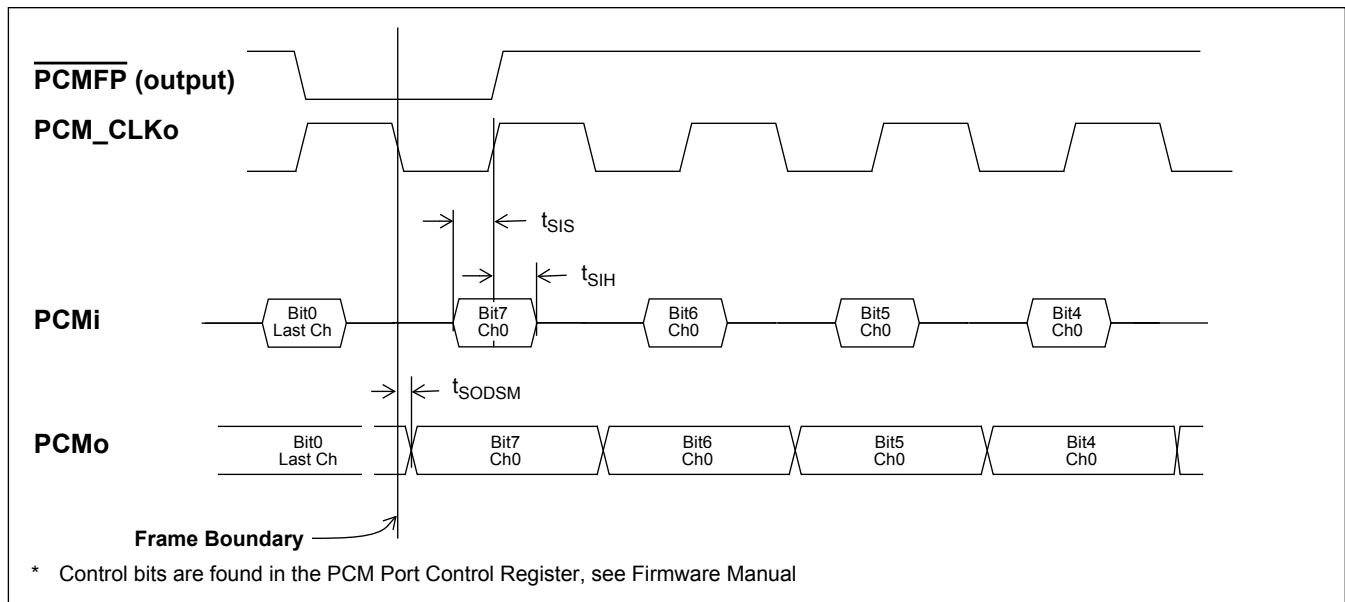 PCMFP (output)
PCM_CLKo
tSIS
tSIH
PCMi
Bit0
Last Ch
Bit7
Ch0
Bit6
Ch0
Bit5
Ch0
Bit4
Ch0
tSODSM
PCMo
Bit0
Last Ch
Bit7
Ch0
Bit6
Ch0
Bit5
Ch0
Bit4
Ch0
Frame Boundary
* Control bits are found in the PCM Port Control Register, see Firmware Manual